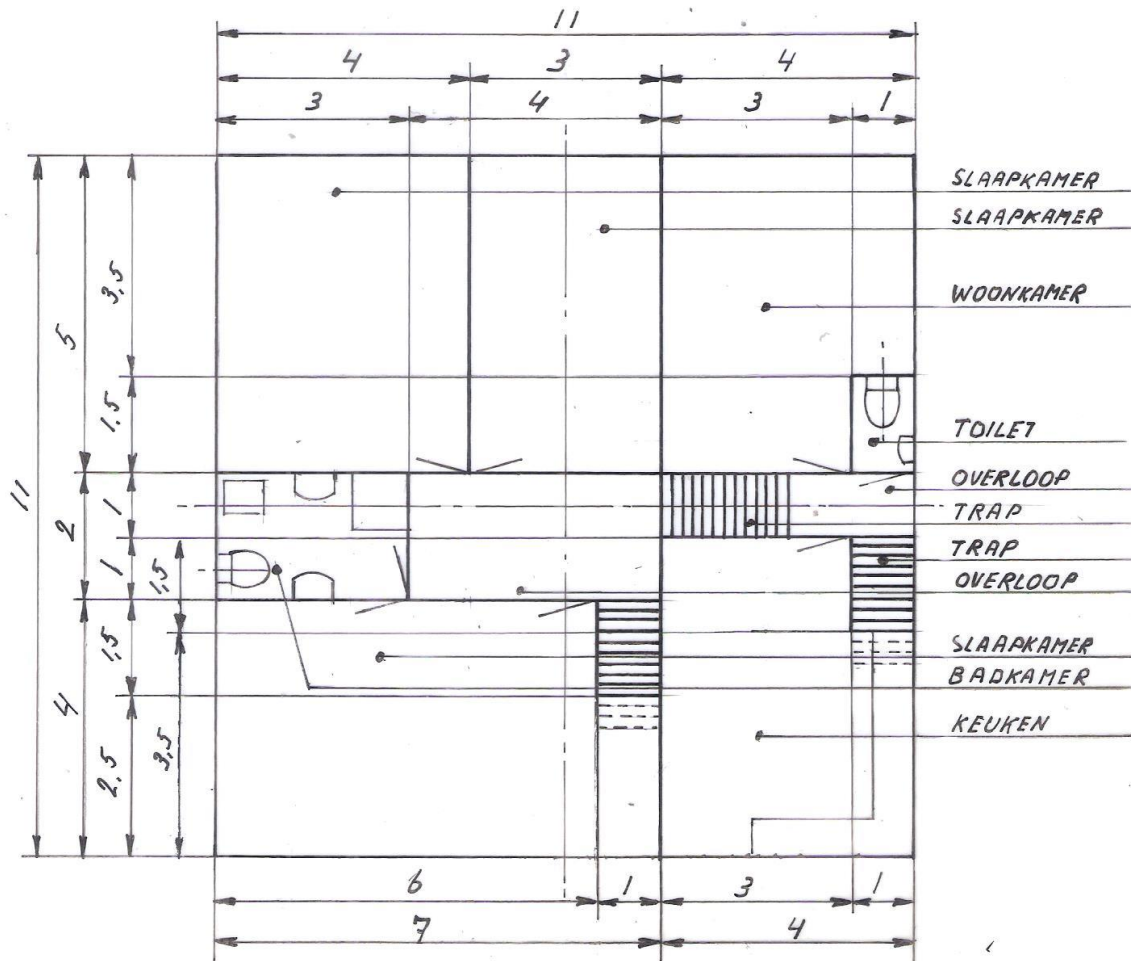 11
4 3 4
3 4 3 1
SLAAPKAMER
SLAAPKAMER
WOONKAMER
3,5
5
1,5
TOILET
11
2
1
OVERLOOP
TRAP
1
1,5
TRAP
OVERLOOP
1,5
SLAAPKAMER
BADKAMER
4
KEUKEN
3,5
2,5
6 1 3 1
7 4